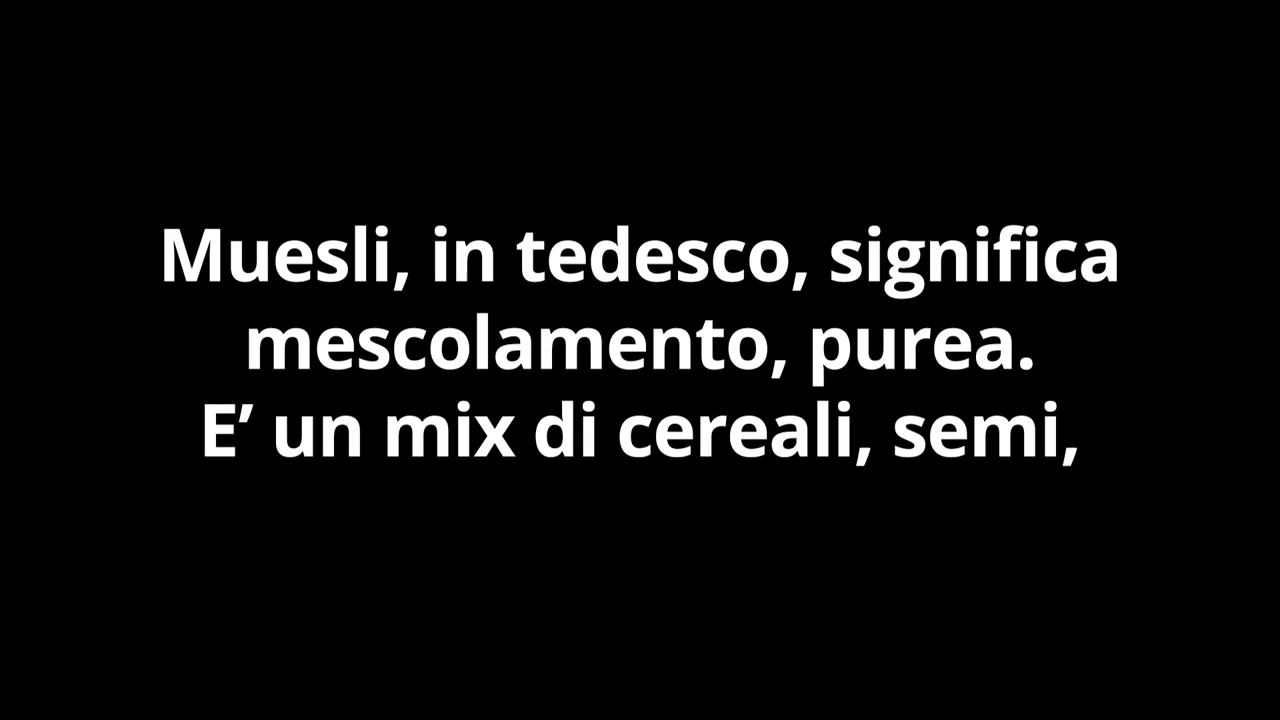 Muesli, in tedesco, significa
mescolamento, purea.
E’ un mix di cereali, semi,